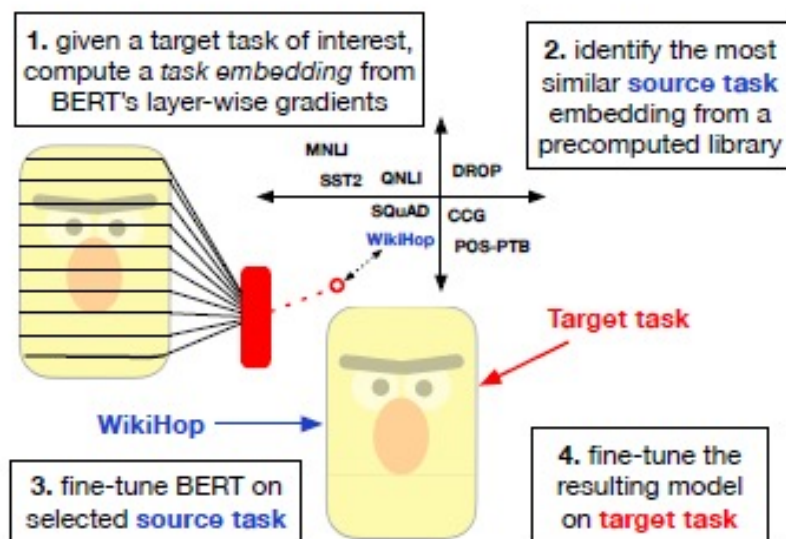 1. given a target task of interest,
compute a task embedding from
BERT's layer-wise gradients
2. identify the most
similar source task
embedding from a
precomputed library
MNLI
SST2
QNLI
DROP
SQuAD
CCG
WikiHop
POS-PTB
Target task
WikiHop
3. fine-tune BERT on
selected source task
4. fine-tune the
resulting model
on target task